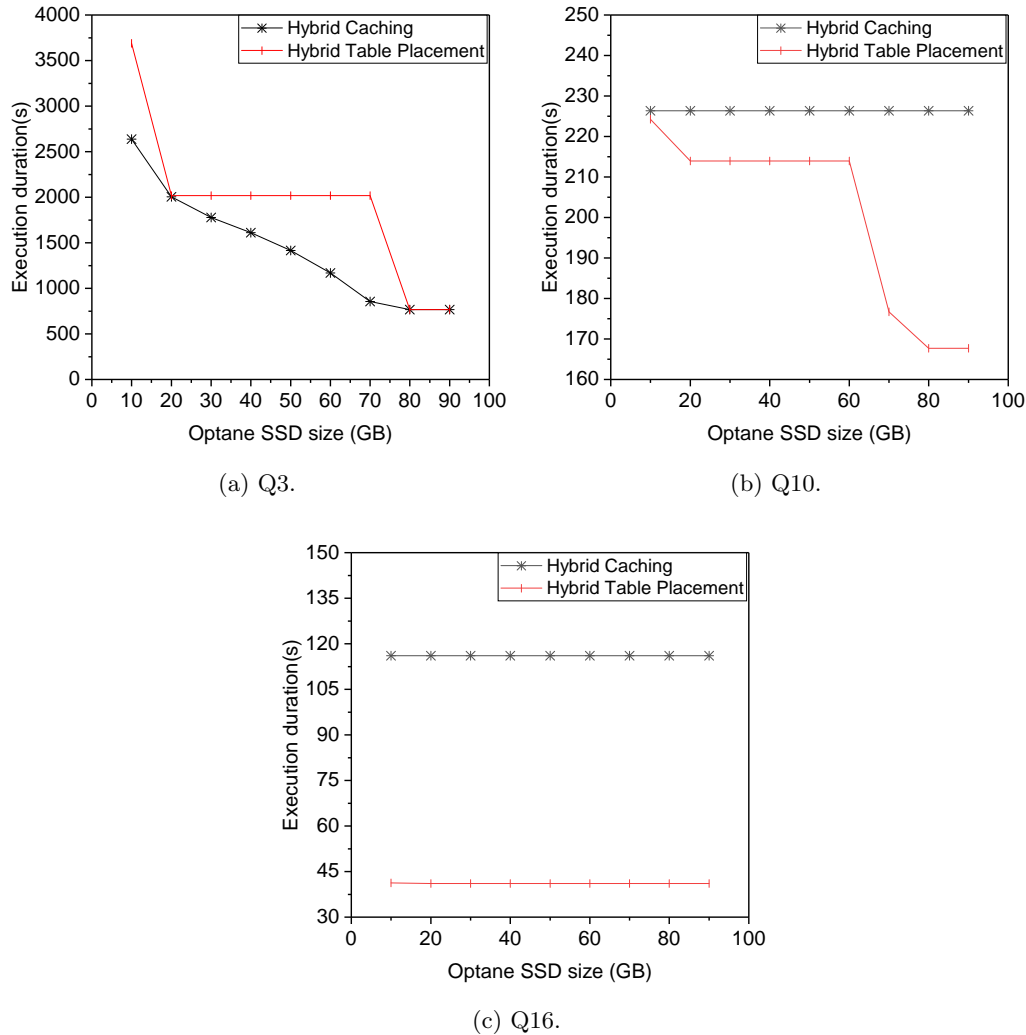 Hybrid Caching
Hybrid Table Placement
4000
3500
3000
2500
2000
1500
1000
500
0
Execution duration(s)
0 10 20 30 40 50 60 70 80 90 100
Optane SSD size (GB)
(a) Q3.
Hybrid Caching
Hybrid Table Placement
250
240
230
220
210
200
190
180
170
160
Execution duration(s)
0 20 40 60 80 100
Optane SSD size (GB)
(b) Q10.
Hybrid Caching
Hybrid Table Placement
150
135
120
105
90
75
60
45
30
Execution duration(s)
0 20 40 60 80 100
Optane SSD size (GB)
(c) Q16.